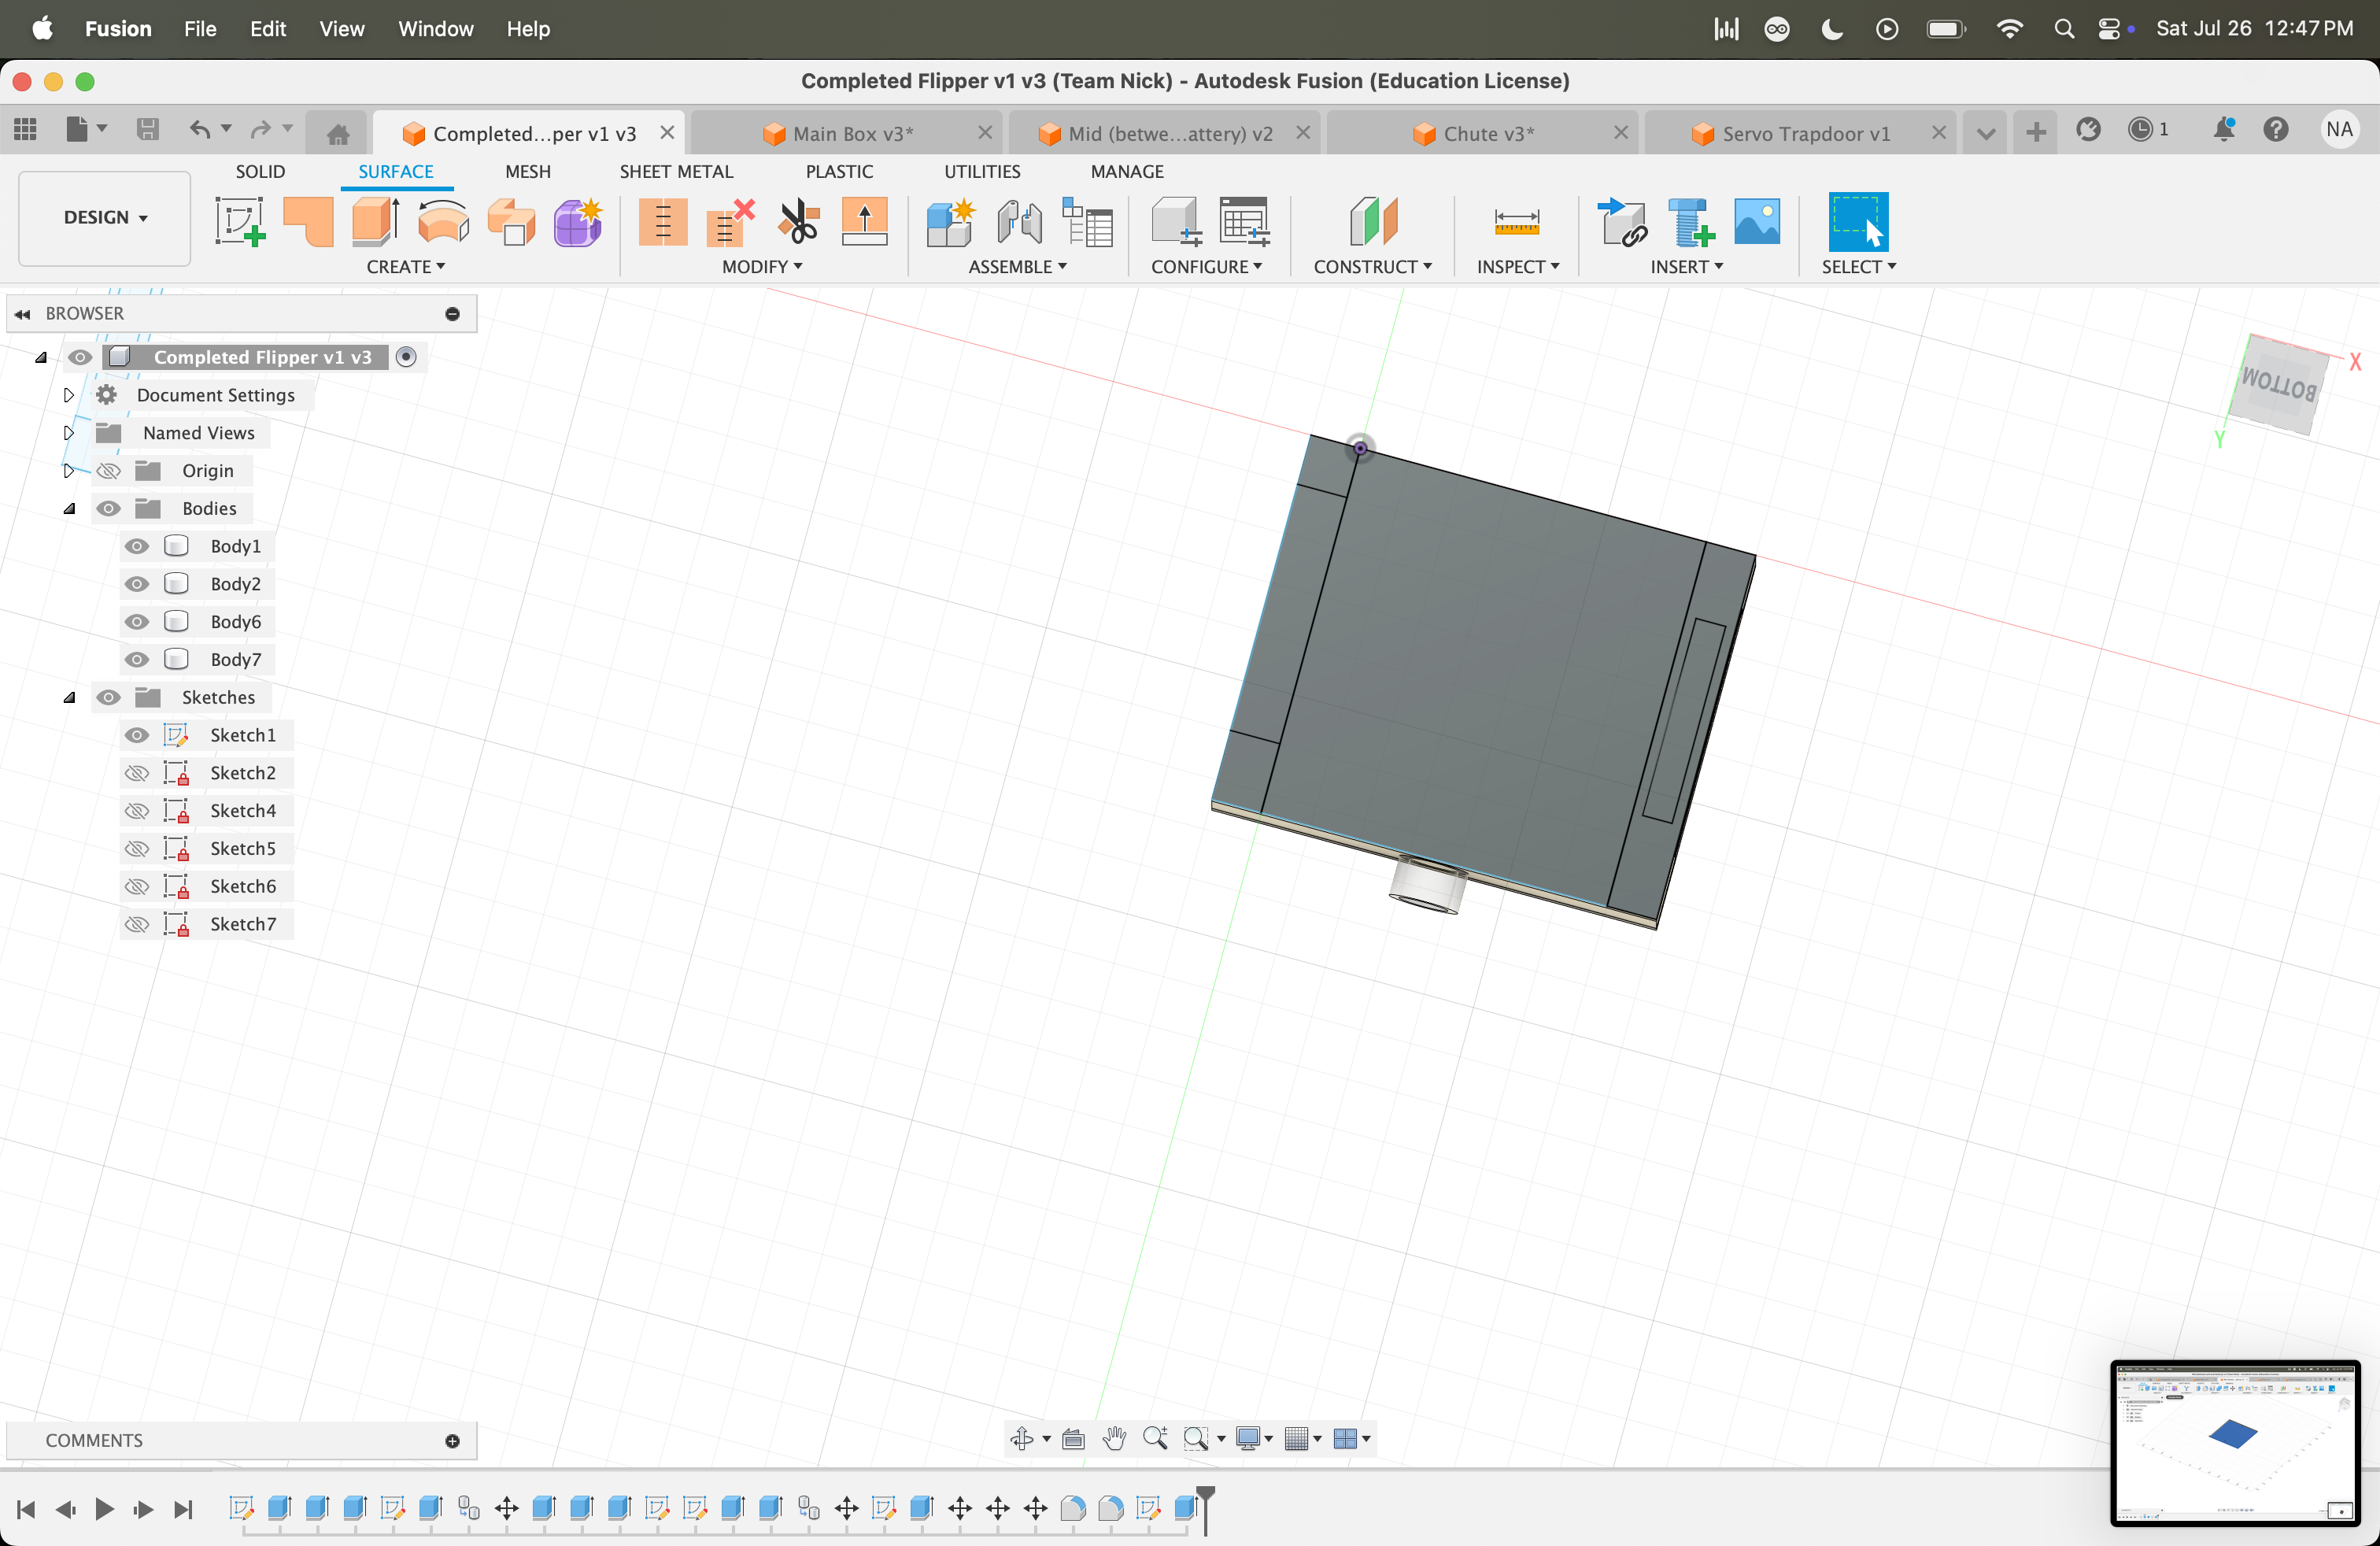 Fusion File Edit View Window Help Sat Jul 26 12:47 PM
Completed Flipper v1 v3 (Team Nick) - Autodesk Fusion (Education License)
Completed...per v1 v3 Main Box v3* Mid (betwe...attery) v2 Chute v3* Servo Trapdoor v1 1 NA
SOLID SURFACE MESH SHEET METAL PLASTIC UTILITIES MANAGE
DESIGN
CREATE MODIFY ASSEMBLE CONFIGURE CONSTRUCT INSPECT INSERT SELECT
BROWSER
Completed Flipper v1 v3
Document Settings
Named Views
Origin
Bodies
Body1
Body2
Body6
Body7
Sketches
Sketch1
Sketch2
Sketch4
Sketch5
Sketch6
Sketch7
X
BOTTOM
Y
COMMENTS